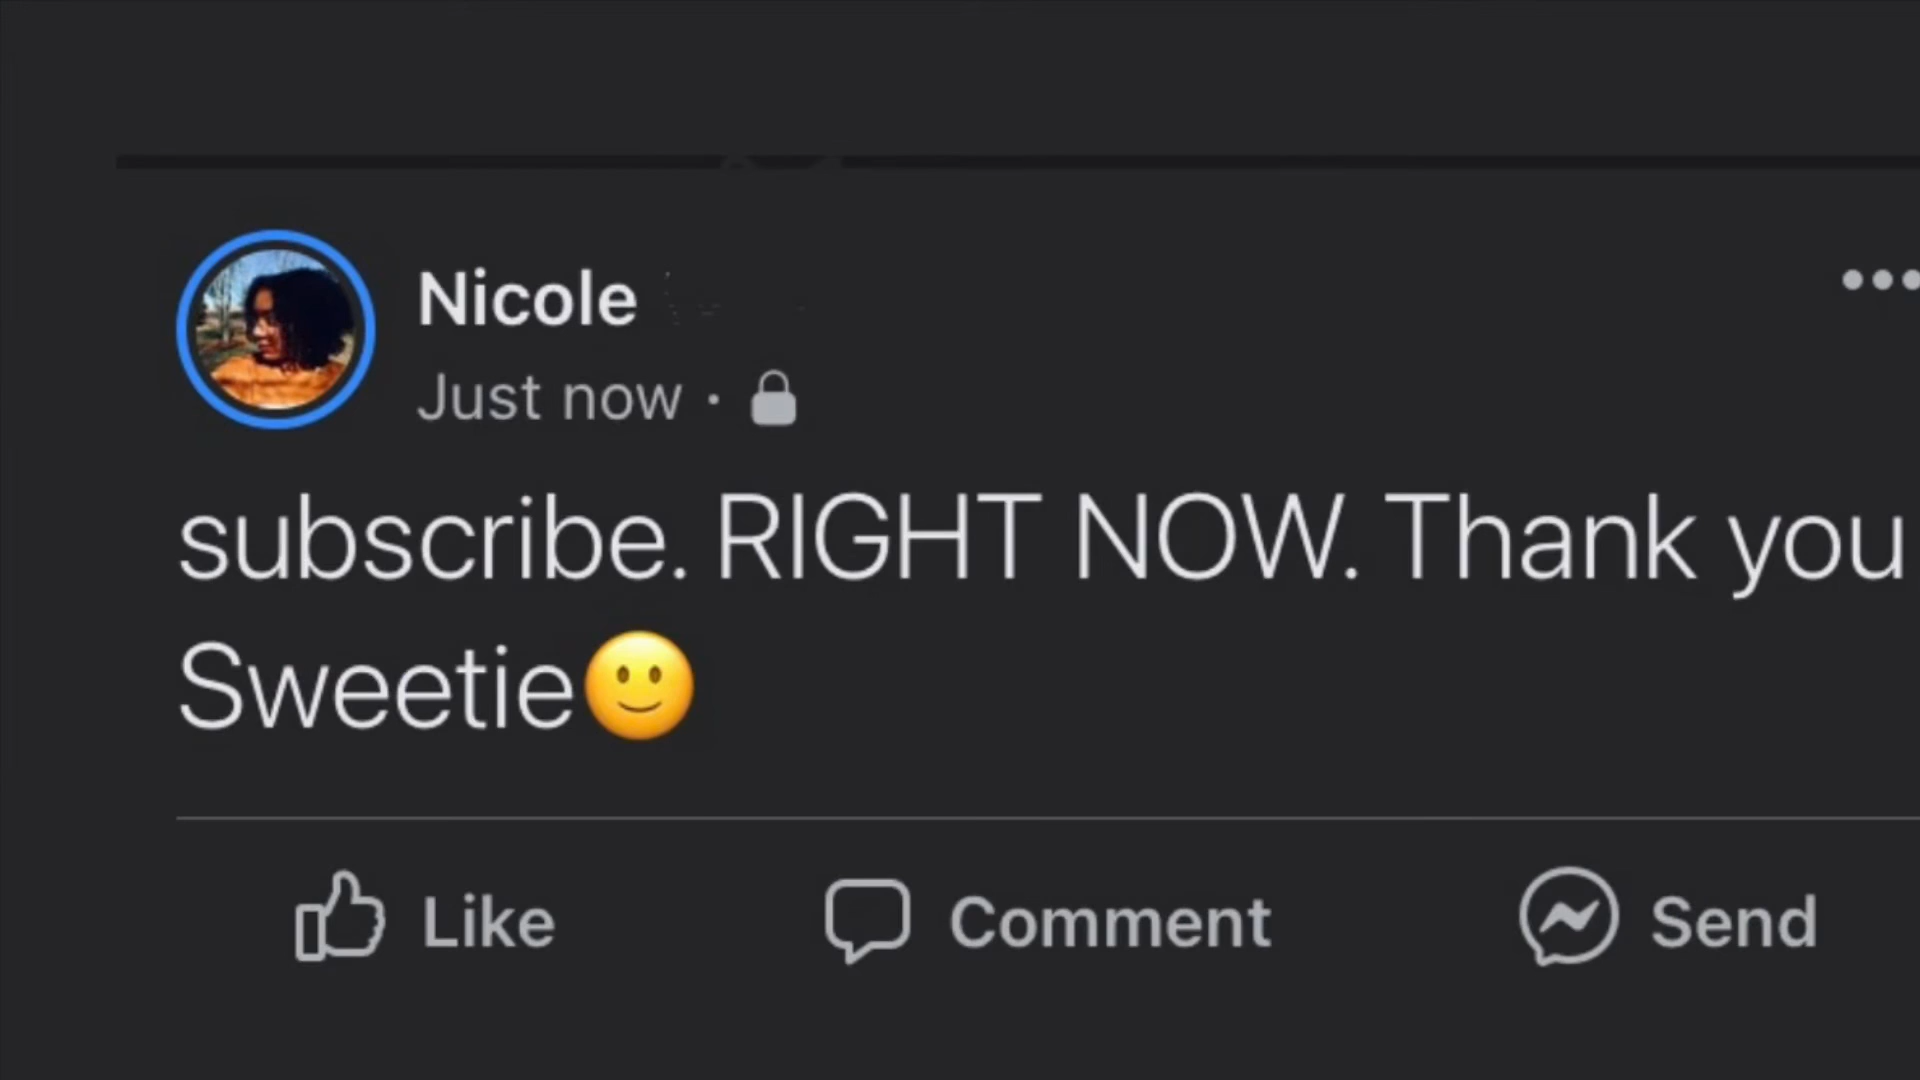 Nicole
Just now ·
subscribe. RIGHT NOW. Thank you
Sweetie🙂
Like
Comment
Send